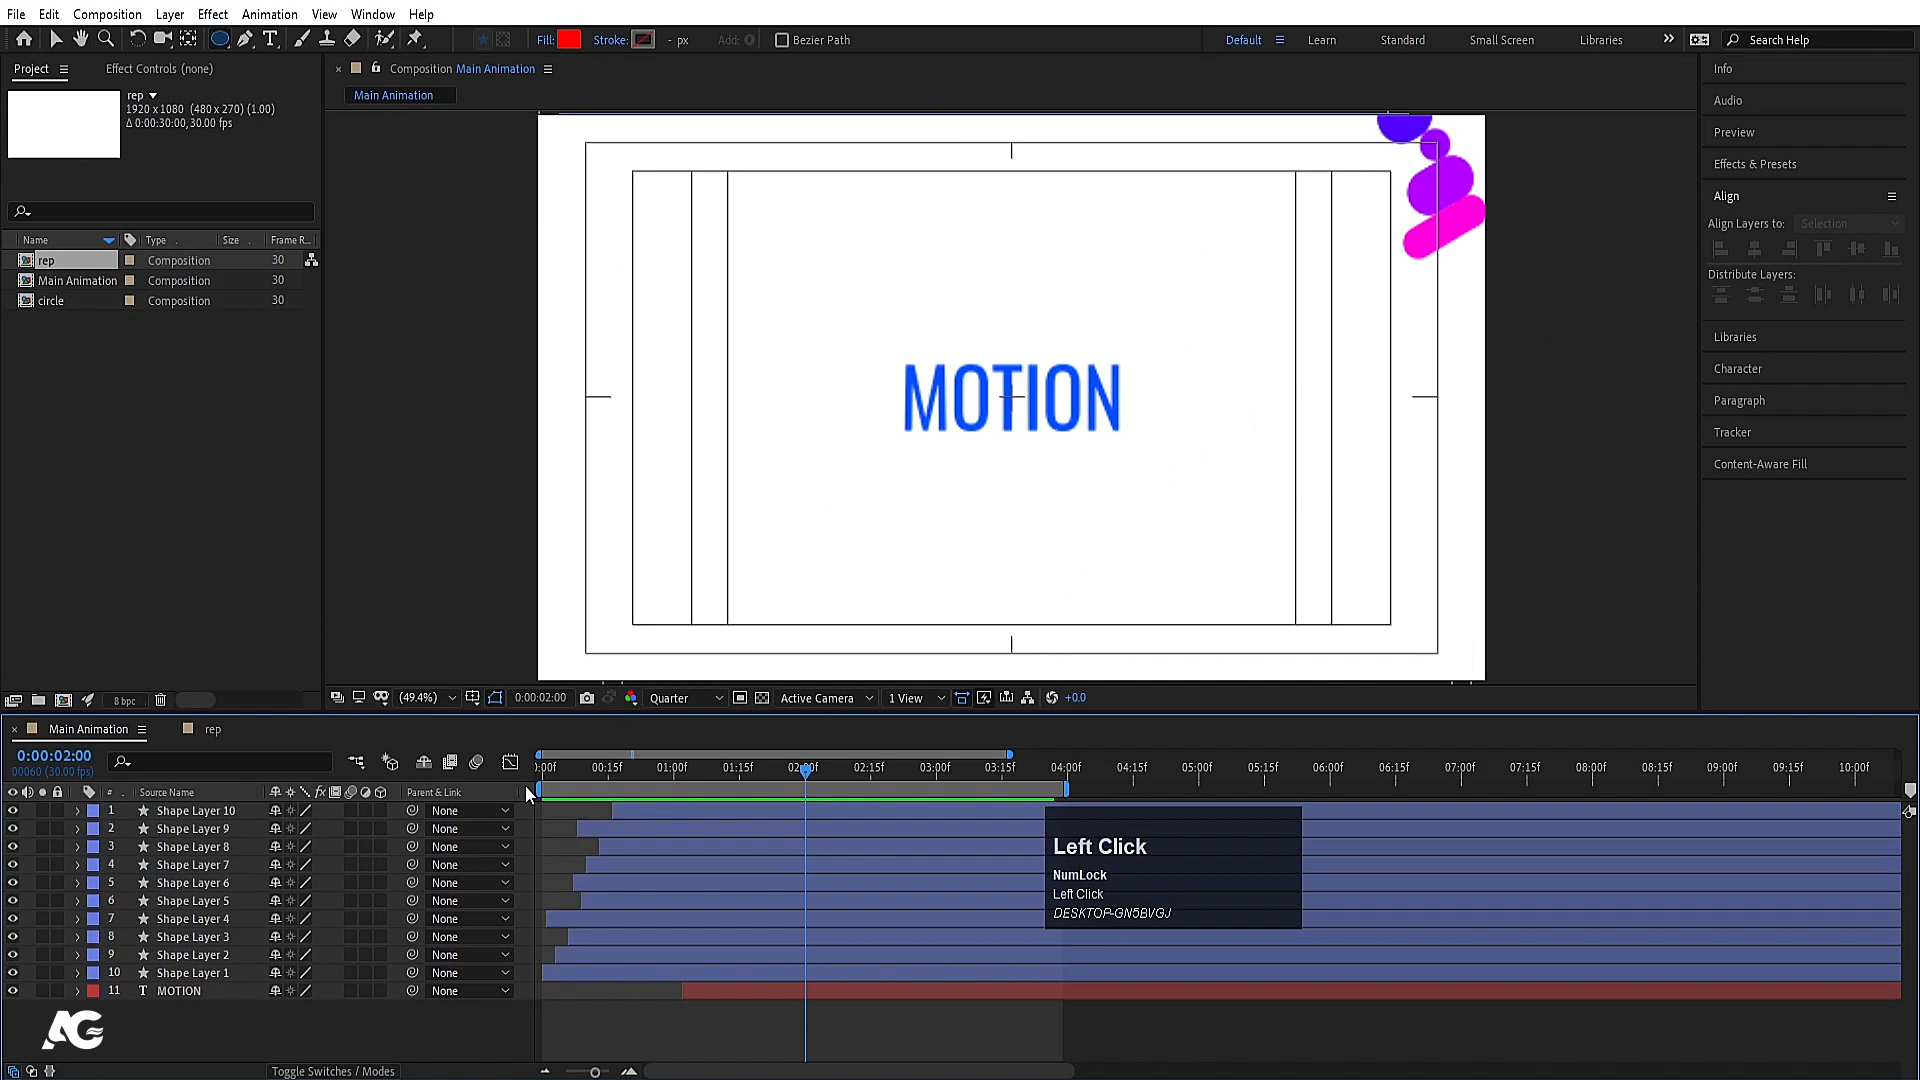 File Edit Composition Layer Effect Animation View Window Help
Fill: Stroke: - px Add: Bezier Path Default Learn Standard Small Screen Libraries Search Help
Project Effect Controls (none) Composition Main Animation Info
rep
1920 x 1080 (480 x 270) (1.00)
Δ 0:00:30:00, 30.00 fps
Main Animation
Audio
Preview
Effects & Presets
Align
Align Layers to: Selection
Distribute Layers:
Libraries
Character
Paragraph
Tracker
Content-Aware Fill
Name Type Size Frame R...
rep Composition 30
Main Animation Composition 30
circle Composition 30
MOTION
8 bpc (49.4%) 0:00:02:00 Quarter Active Camera 1 View +0.0
Main Animation rep
0:00:02:00
00060 (30.00 fps)
:00f 00:15f 01:00f 01:15f 02:00f 02:15f 03:00f 03:15f 04:00f 04:15f 05:00f 05:15f 06:00f 06:15f 07:00f 07:15f 08:00f 08:15f 09:00f 09:15f 10:00f
# Source Name fx Parent & Link
1 Shape Layer 10 None
2 Shape Layer 9 None
3 Shape Layer 8 None
4 Shape Layer 7 None
5 Shape Layer 6 None
6 Shape Layer 5 None
7 Shape Layer 4 None
8 Shape Layer 3 None
9 Shape Layer 2 None
10 Shape Layer 1 None
11 T MOTION None
Left Click
NumLock
Left Click
DESKTOP-GN5BVGJ
AG
Toggle Switches / Modes